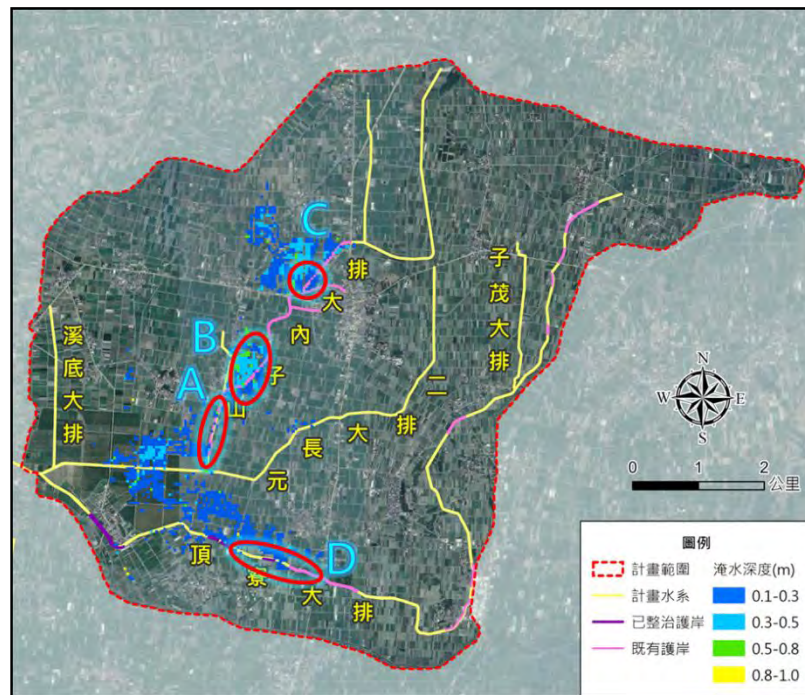 C
排
大
內
子
山
B
A
子茂大排
溪底大排
元長大排二
N
W E
S
0 1 2 公里
頂寮大排
D
圖例
計畫範圍
計畫水系
已整治護岸
既有護岸
淹水深度(m)
0.1-0.3
0.3-0.5
0.5-0.8
0.8-1.0